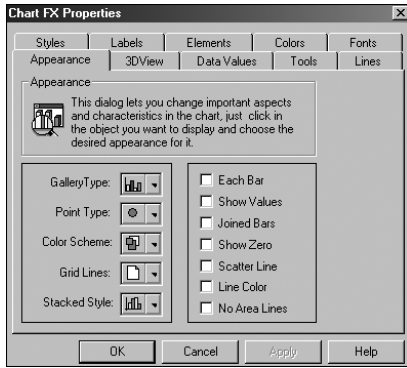 Chart FX Properties
Styles Labels Elements Colors Fonts
Appearance 3DView Data Values Tools Lines
Appearance
This dialog lets you change important aspects
and characteristics in the chart, just click in
the object you want to display and choose the
desired appearance for it.
GalleryType:
Point Type:
Color Scheme:
Grid Lines:
Stacked Style:
Each Bar
Show Values
Joined Bars
Show Zero
Scatter Line
Line Color
No Area Lines
OK Cancel Apply Help